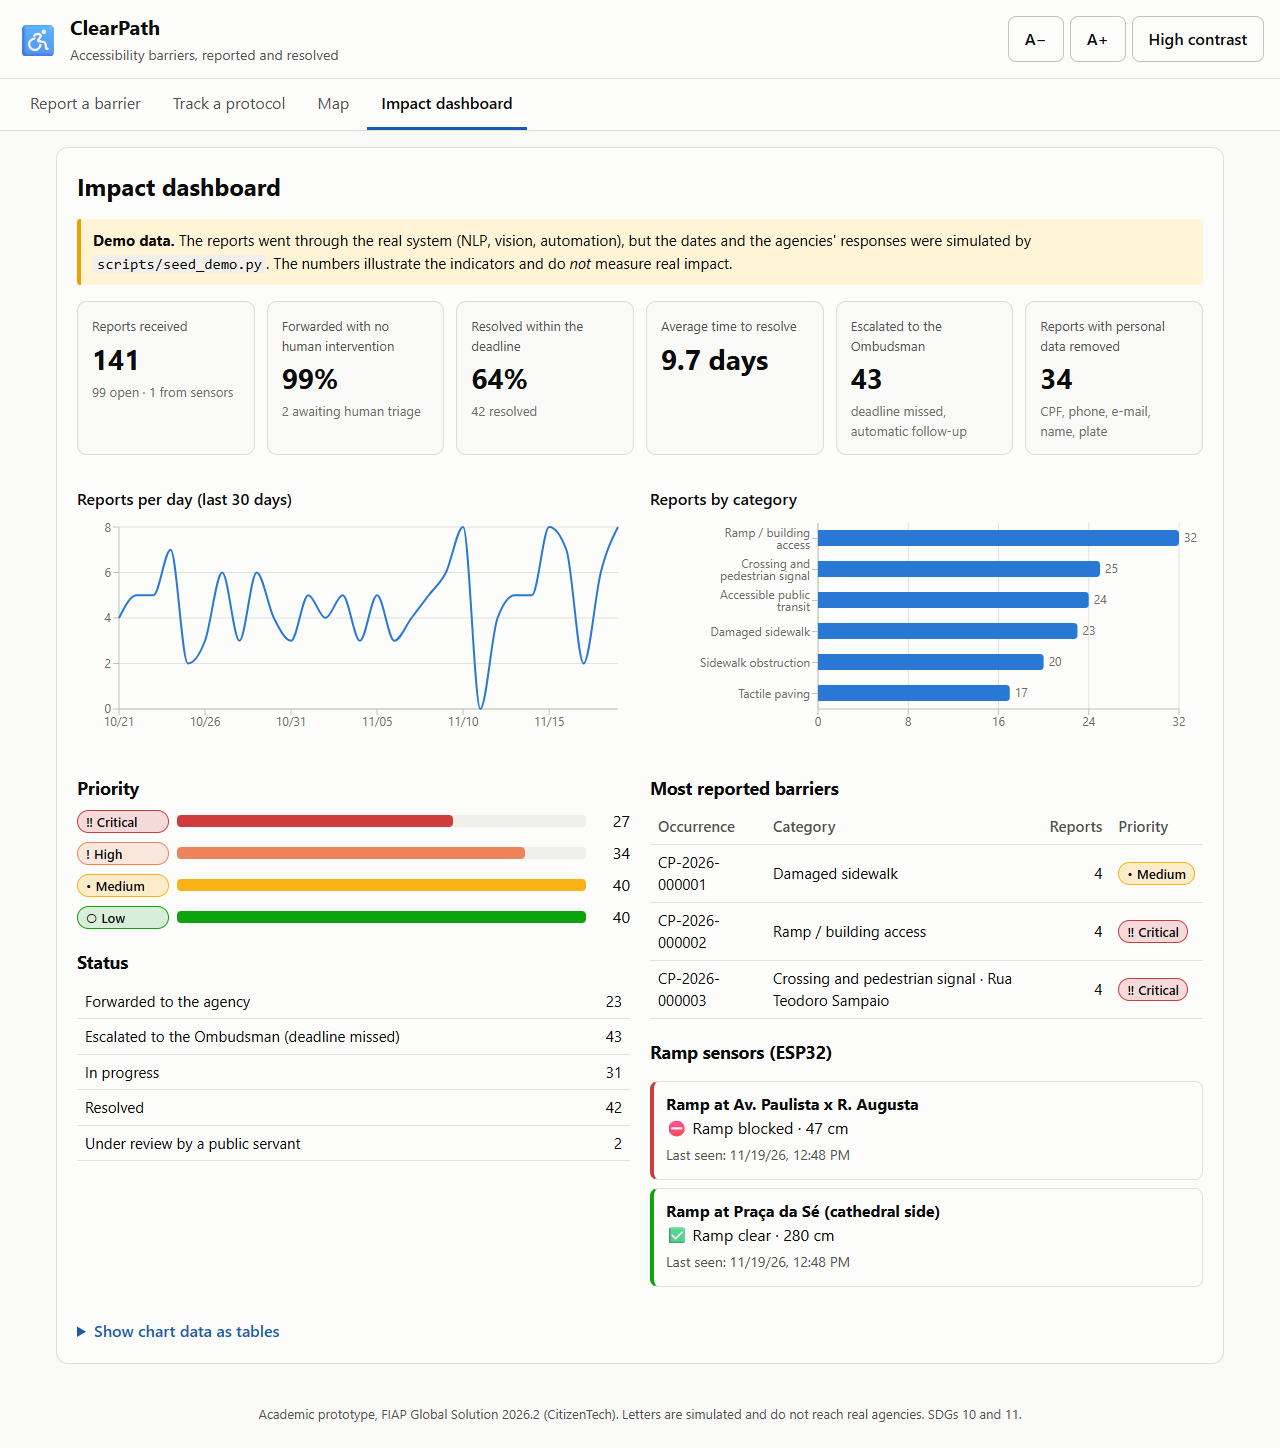 ClearPath
Accessibility barriers, reported and resolved
A−
A+
High contrast
Report a barrier
Track a protocol
Map
Impact dashboard
Impact dashboard
Demo data. The reports went through the real system (NLP, vision, automation), but the dates and the agencies' responses were simulated by
scripts/seed_demo.py. The numbers illustrate the indicators and do not measure real impact.
Reports received
141
99 open · 1 from sensors
Forwarded with no
human intervention
99%
2 awaiting human triage
Resolved within the
deadline
64%
42 resolved
Average time to resolve
9.7 days
Escalated to the
Ombudsman
43
deadline missed,
automatic follow-up
Reports with personal
data removed
34
CPF, phone, e-mail,
name, plate
Reports per day (last 30 days)
8
6
4
2
0
10/21
10/26
10/31
11/05
11/10
11/15
Reports by category
Ramp / building
access
32
Crossing and
pedestrian signal
25
Accessible public
transit
24
Damaged sidewalk
23
Sidewalk obstruction
20
Tactile paving
17
0
8
16
24
32
Priority
‼ Critical
27
! High
34
• Medium
40
○ Low
40
Status
Forwarded to the agency 23
Escalated to the Ombudsman (deadline missed) 43
In progress 31
Resolved 42
Under review by a public servant 2
Most reported barriers
Occurrence Category Reports Priority
CP-2026-
000001
Damaged sidewalk 4 • Medium
CP-2026-
000002
Ramp / building access 4 ‼ Critical
CP-2026-
000003
Crossing and pedestrian signal · Rua
Teodoro Sampaio
4 ‼ Critical
Ramp sensors (ESP32)
Ramp at Av. Paulista x R. Augusta
⛔ Ramp blocked · 47 cm
Last seen: 11/19/26, 12:48 PM
Ramp at Praça da Sé (cathedral side)
✅ Ramp clear · 280 cm
Last seen: 11/19/26, 12:48 PM
▶ Show chart data as tables
Academic prototype, FIAP Global Solution 2026.2 (CitizenTech). Letters are simulated and do not reach real agencies. SDGs 10 and 11.